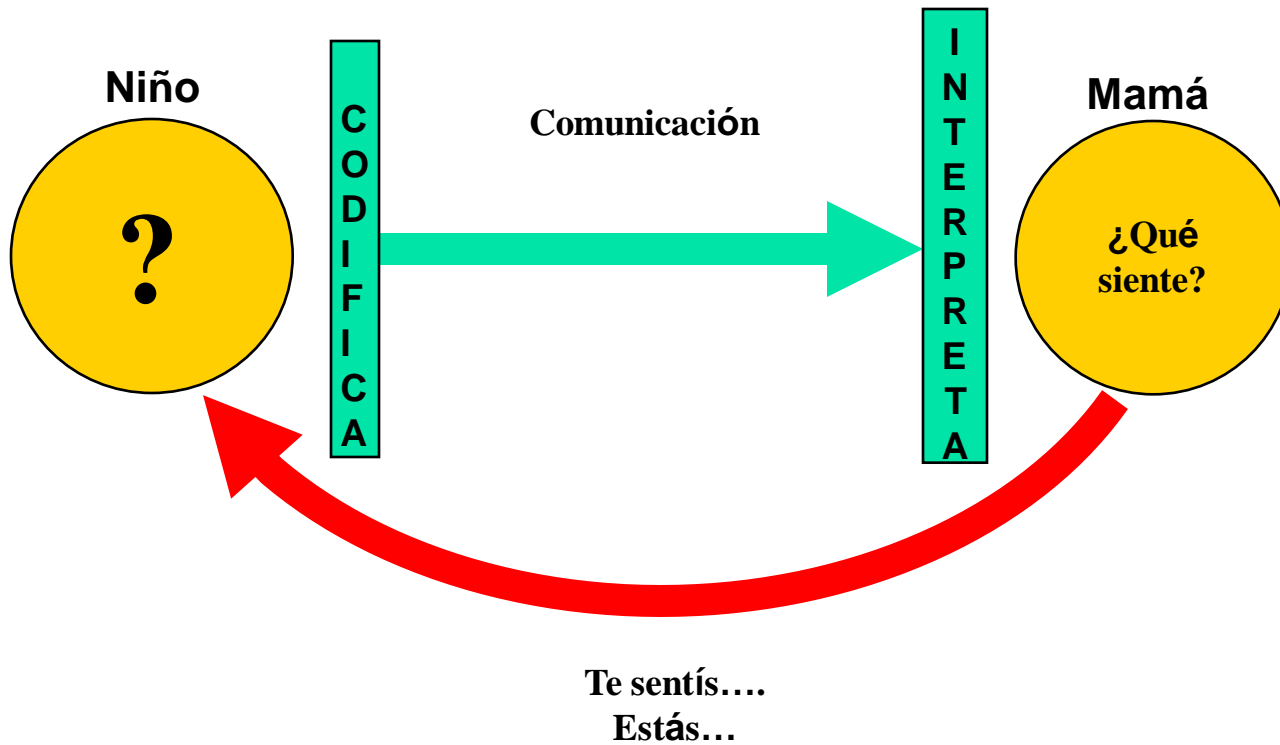 Niño
?
CODIFICA
Comunicación
INTERPRETA
Mamá
¿Qué
siente?
Te sentís....
Estás...